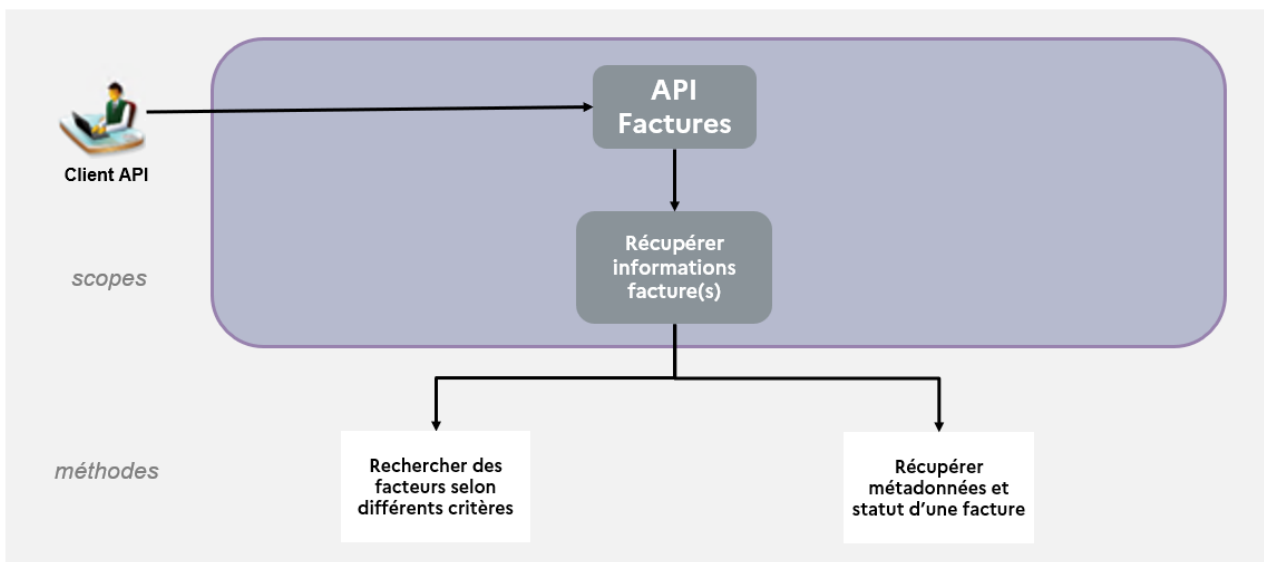 API
Factures
Client API
Récupérer
informations
facture(s)
scopes
méthodes
Rechercher des
facteurs selon
différents critères
Récupérer
métadonnées et
statut d'une facture